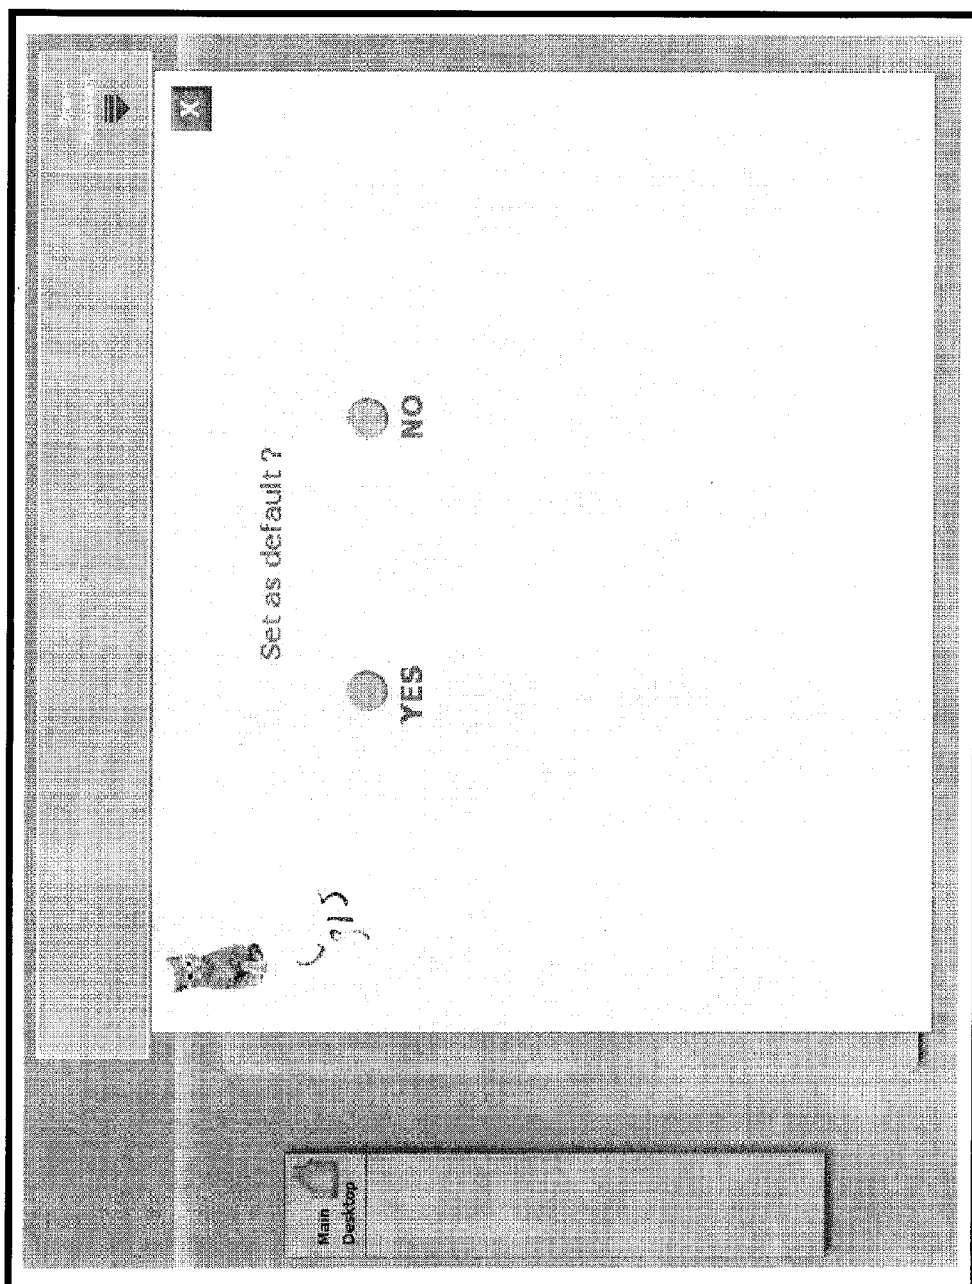 X
Set as default ?
YES
NO
Main
Desktop